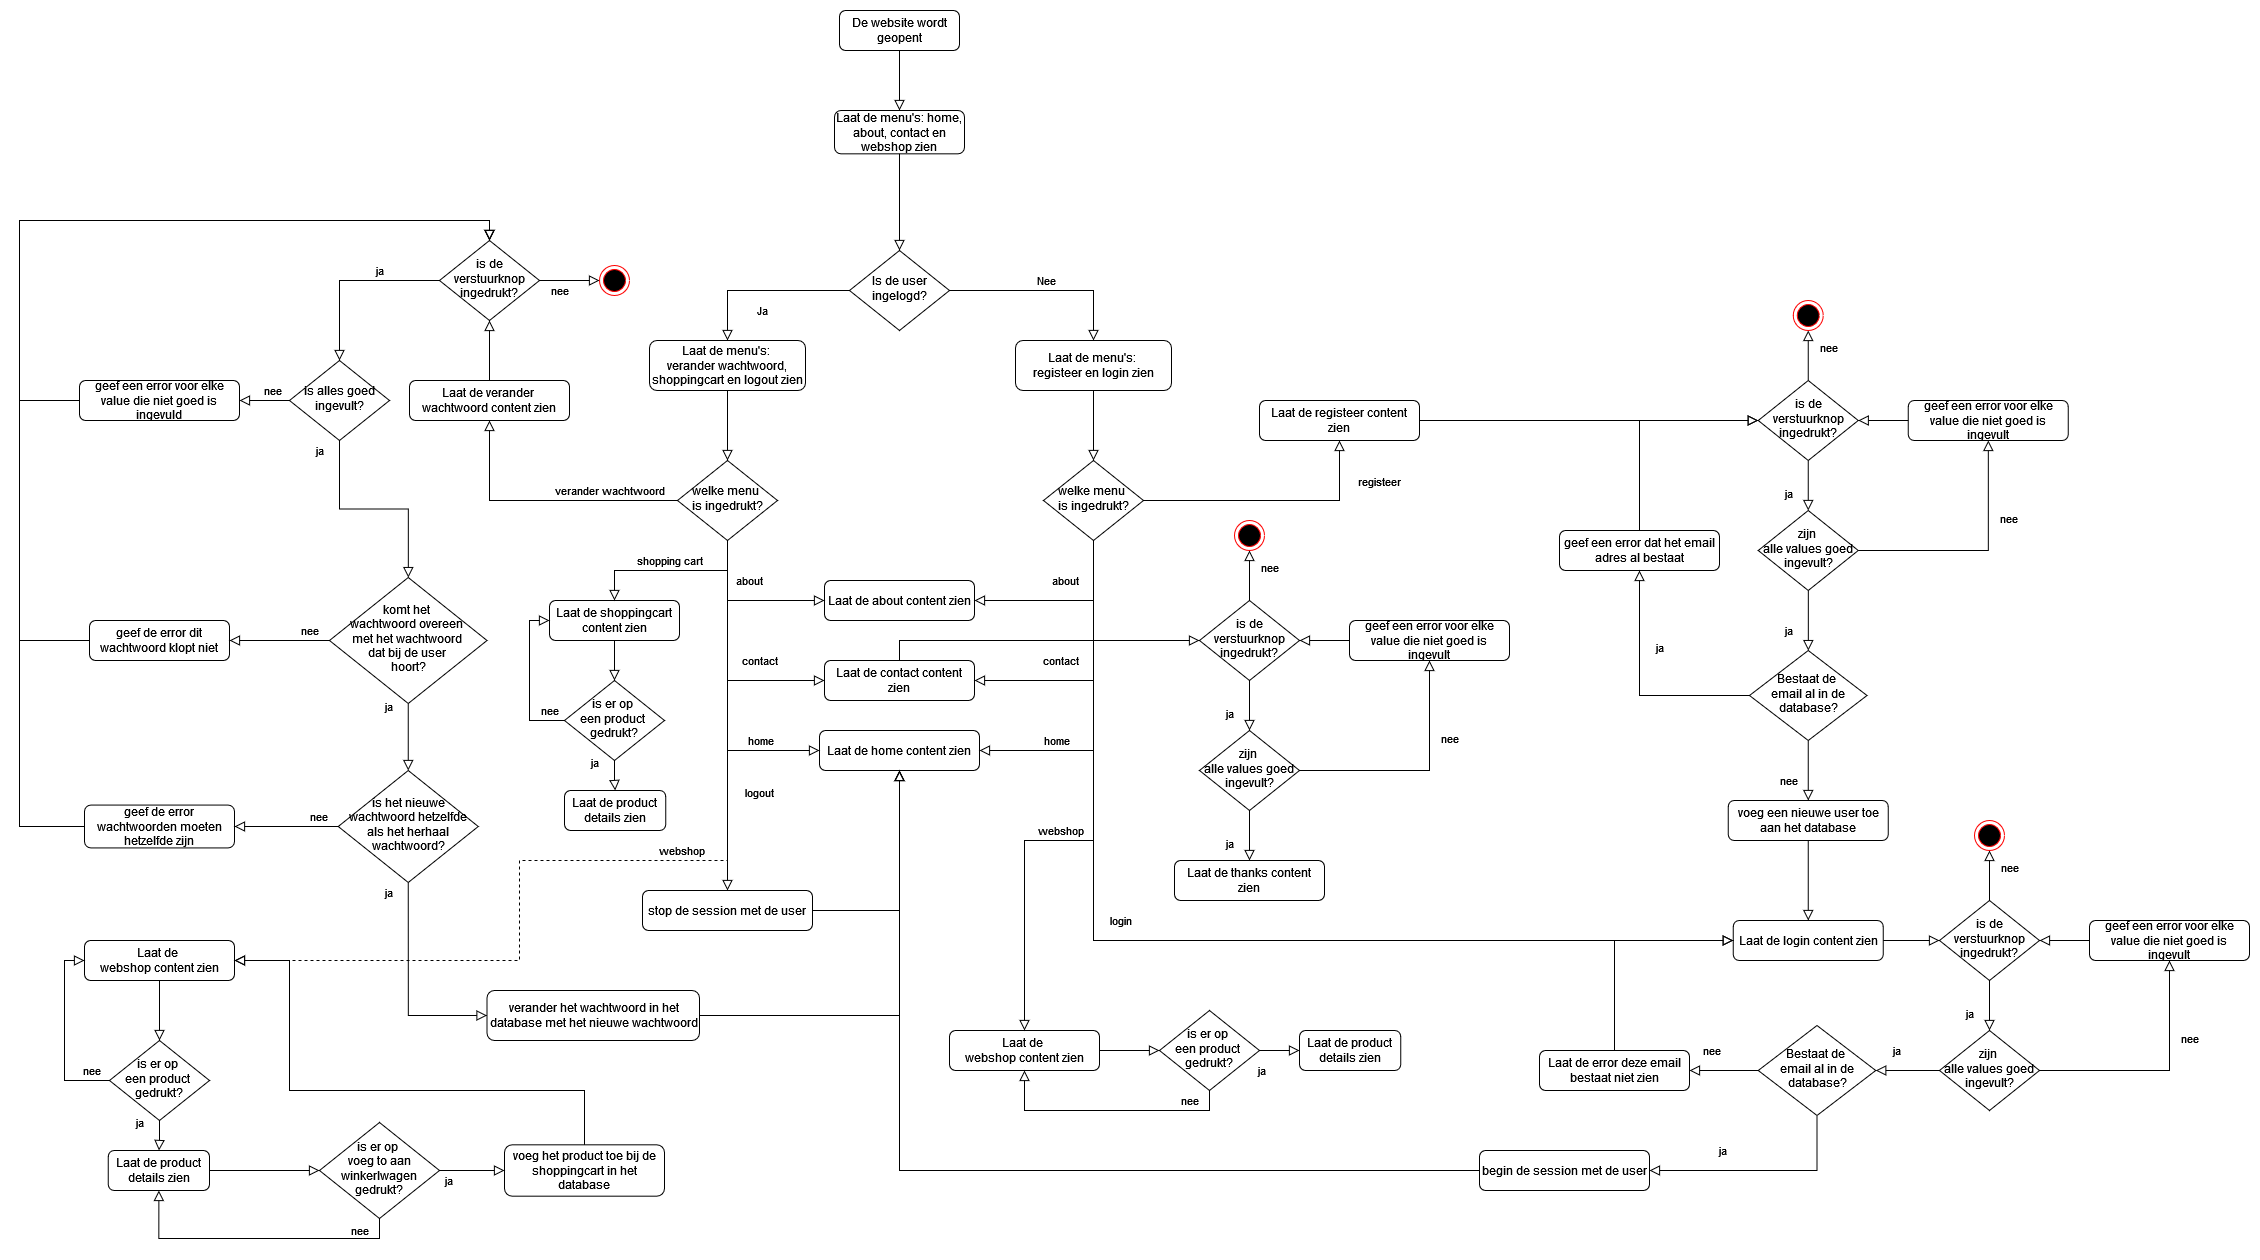 De website wordt
geopent
Laat de menu's: home,
about, contact en
webshop zien
Is de user
ingelogd?
Ja
Nee
is de
verstuurknop
ingedrukt?
ja
nee
Laat de menu's:
verander wachtwoord,
shoppingcart en logout zien
Laat de menu's:
registeer en login zien
is alles goed
ingevult?
nee
ja
geef een error voor elke
value die niet goed is
ingevuld
Laat de verander
wachtwoord content zien
verander wachtwoord
welke menu
is ingedrukt?
welke menu
is ingedrukt?
registeer
Laat de registeer content
zien
nee
is de
verstuurknop
ingedrukt?
geef een error voor elke
value die niet goed is
ingevult
ja
nee
zijn
alle values goed
ingevult?
geef een error dat het email
adres al bestaat
ja
ja
Bestaat de
email al in de
database?
nee
voeg een nieuwe user toe
aan het database
komt het
wachtwoord overeen
met het wachtwoord
dat bij de user
hoort?
nee
ja
geef de error dit
wachtwoord klopt niet
is het nieuwe
wachtwoord hetzelfde
als het herhaal
wachtwoord?
nee
ja
geef de error
wachtwoorden moeten
hetzelfde zijn
shopping cart
Laat de shoppingcart
content zien
is er op
een product
gedrukt?
nee
ja
Laat de product
details zien
about
Laat de about content zien
about
contact
Laat de contact content
zien
contact
home
Laat de home content zien
home
logout
webshop
stop de session met de user
nee
is de
verstuurknop
ingedrukt?
geef een error voor elke
value die niet goed is
ingevult
ja
nee
zijn
alle values goed
ingevult?
ja
Laat de thanks content
zien
webshop
login
Laat de login content zien
nee
is de
verstuurknop
ingedrukt?
geef een error voor elke
value die niet goed is
ingevult
ja
nee
zijn
alle values goed
ingevult?
ja
Bestaat de
email al in de
database?
nee
Laat de error deze email
bestaat niet zien
ja
begin de session met de user
Laat de
webshop content zien
is er op
een product
gedrukt?
ja
nee
Laat de product
details zien
verander het wachtwoord in het
database met het nieuwe wachtwoord
Laat de
webshop content zien
is er op
een product
gedrukt?
nee
ja
Laat de product
details zien
is er op
voeg to aan
winkerlwagen
gedrukt?
ja
nee
voeg het product toe bij de
shoppingcart in het
database